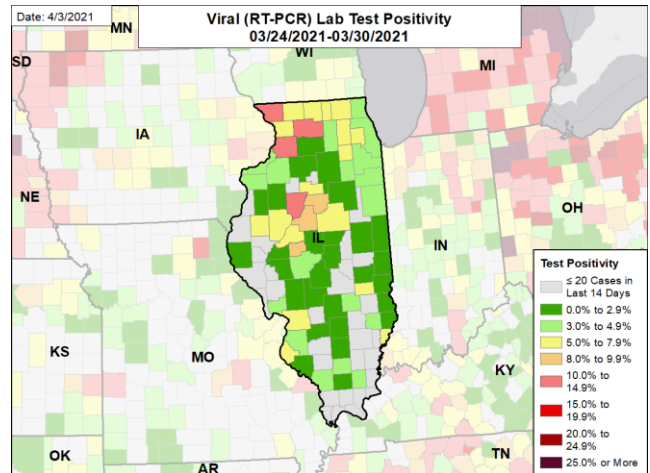 Date: 4/3/2021
Viral (RT-PCR) Lab Test Positivity
03/24/2021-03/30/2021
MN
WI
SD
MI
IA
NE
OH
IL
IN
KS
MO
KY
OK
AR
TN
Test Positivity
≤ 20 Cases in
Last 14 Days
0.0% to 2.9%
3.0% to 4.9%
5.0% to 7.9%
8.0% to 9.9%
10.0% to
14.9%
15.0% to
19.9%
20.0% to
24.9%
25.0% or More